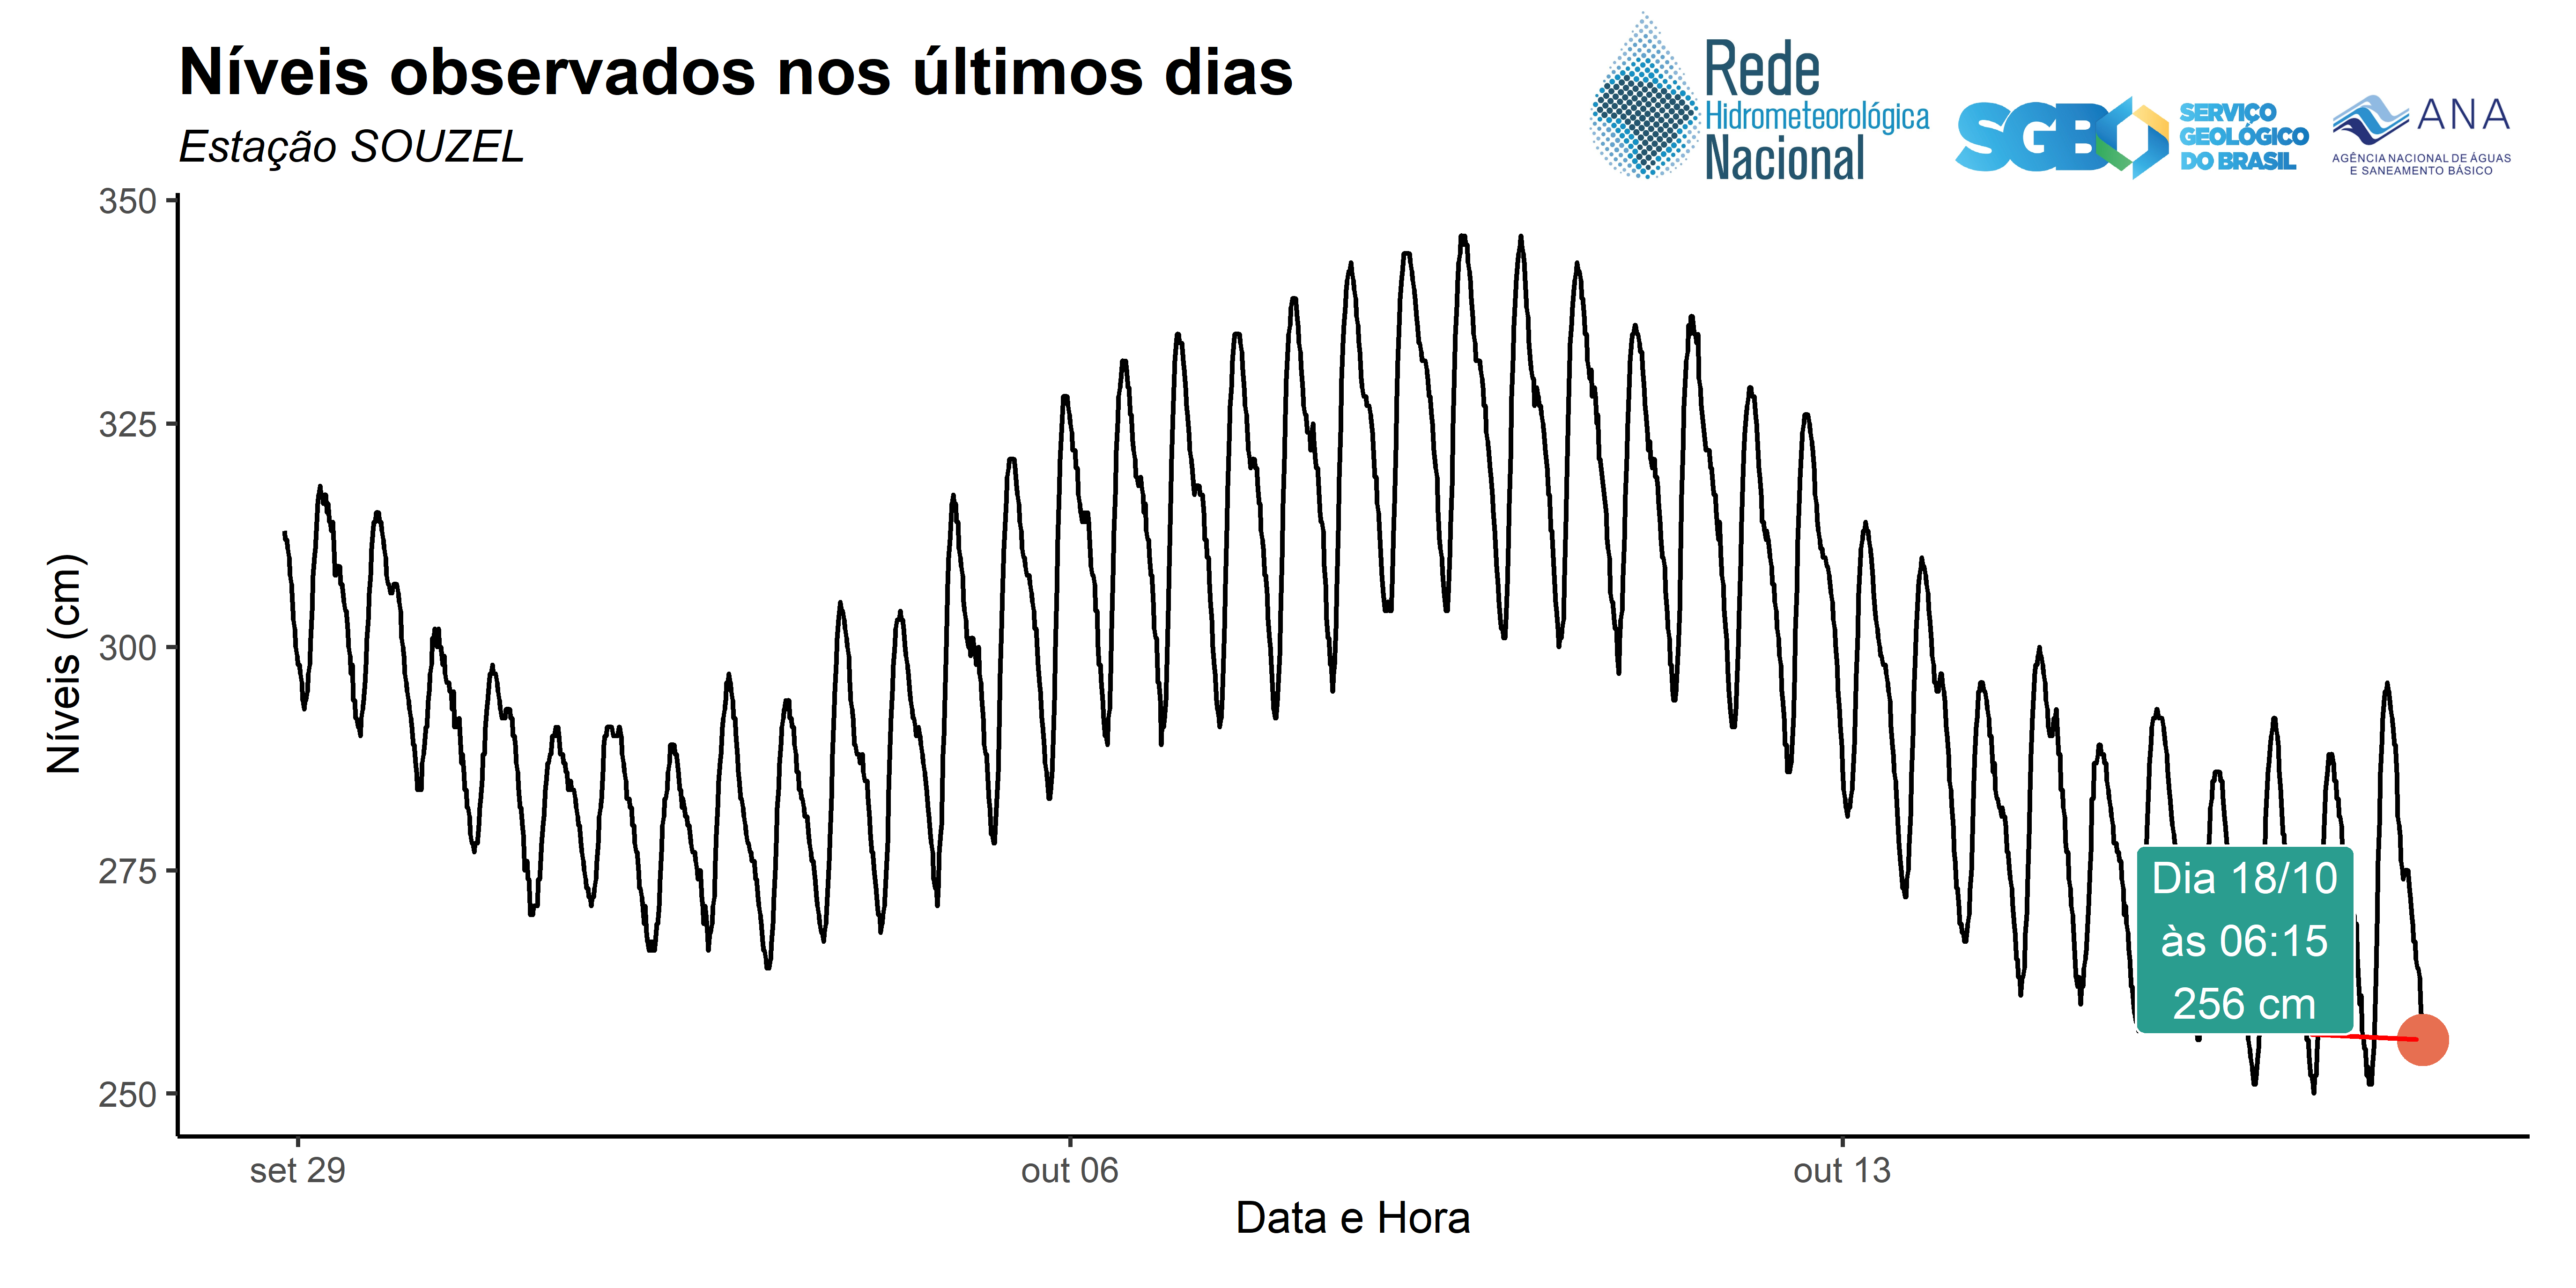 Níveis observados nos últimos dias
Estação SOUZEL
Rede
Hidrometeorológica
Nacional
SGB
SERVIÇO
GEOLÓGICO
DO BRASIL
ANA
AGÊNCIA NACIONAL DE ÁGUAS
E SANEAMENTO BÁSICO
350
325
300
275
250
Níveis (cm)
Dia 18/10
às 06:15
256 cm
set 29
out 06
out 13
Data e Hora